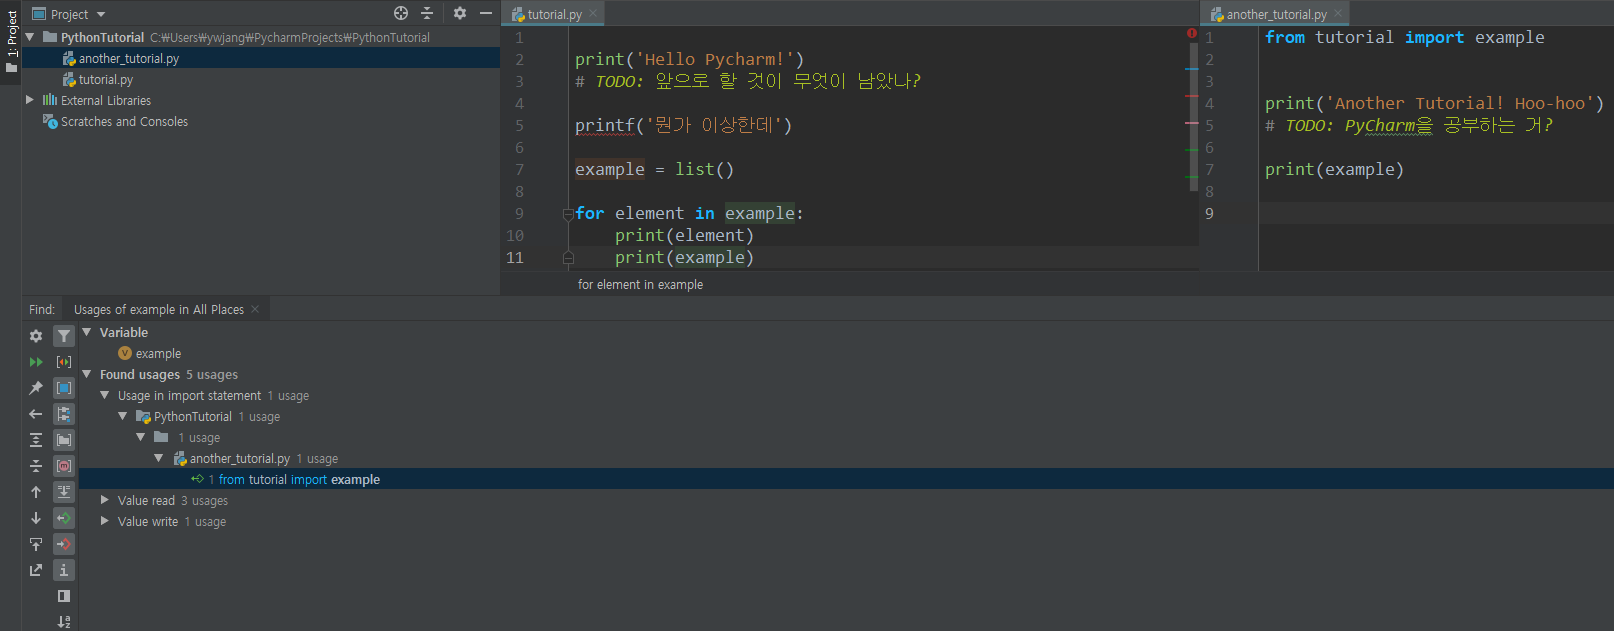 1: Project
Project
PythonTutorial C:₩Users₩ywjang₩PycharmProjects₩PythonTutorial
another_tutorial.py
tutorial.py
External Libraries
Scratches and Consoles
tutorial.py
1
2 print('Hello Pycharm!')
3 # TODO: 앞으로 할 것이 무엇이 남았나?
4
5 printf('뭔가 이상한데')
6
7 example = list()
8
9 for element in example:
10 print(element)
11 print(example)
for element in example
another_tutorial.py
1 from tutorial import example
2
3
4 print('Another Tutorial! Hoo-hoo')
5 # TODO: PyCharm을 공부하는 거?
6
7 print(example)
8
9
Find: Usages of example in All Places
Variable
V example
Found usages 5 usages
Usage in import statement 1 usage
PythonTutorial 1 usage
1 usage
another_tutorial.py 1 usage
1 from tutorial import example
Value read 3 usages
Value write 1 usage